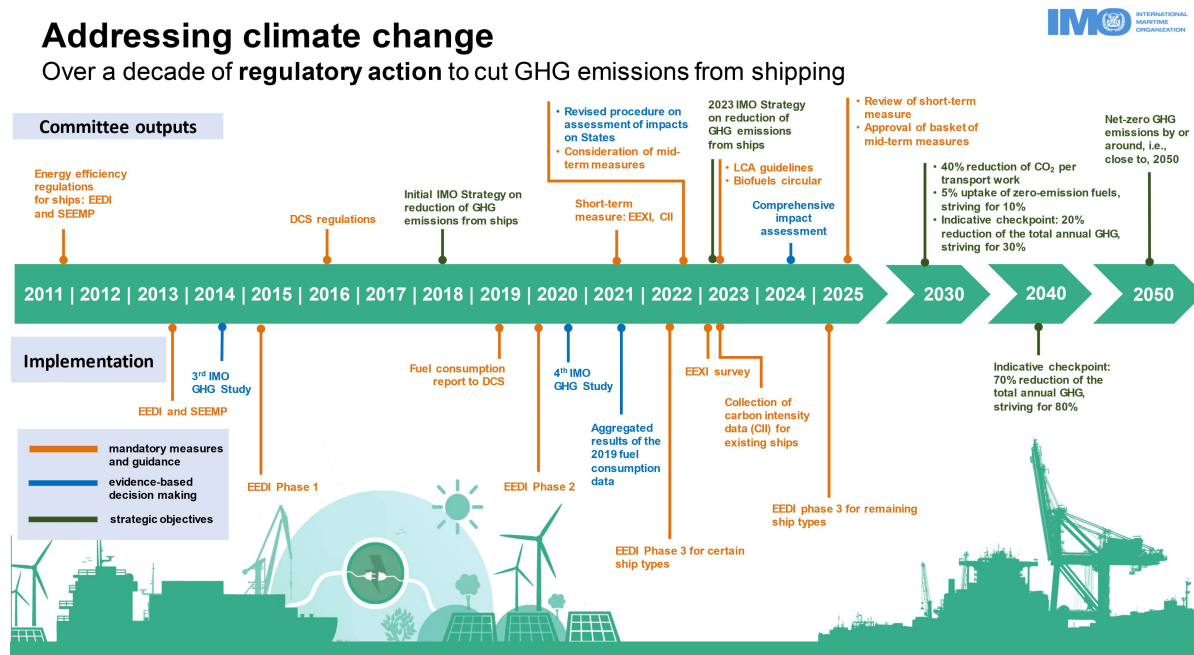 Addressing climate change
Over a decade of regulatory action to cut GHG emissions from shipping
IMO
INTERNATIONAL
MARITIME
ORGANIZATION
Committee outputs
Energy efficiency
regulations
for ships: EEDI
and SEEMP
DCS regulations
Initial IMO Strategy on
reduction of GHG
emissions from ships
• Revised procedure on
assessment of impacts
on States
• Consideration of mid-
term measures
Short-term
measure: EEXI, CII
2023 IMO Strategy
on reduction of
GHG emissions
from ships
• LCA guidelines
• Biofuels circular
Comprehensive
impact
assessment
• Review of short-term
measure
• Approval of basket of
mid-term measures
• 40% reduction of CO₂ per
transport work
• 5% uptake of zero-emission fuels,
striving for 10%
• Indicative checkpoint: 20%
reduction of the total annual GHG,
striving for 30%
Net-zero GHG
emissions by or
around, i.e.,
close to, 2050
2011 | 2012 | 2013 | 2014 | 2015 | 2016 | 2017 | 2018 | 2019 | 2020 | 2021 | 2022 | 2023 | 2024 | 2025
2030
2040
2050
Implementation
EEDI and SEEMP
3rd IMO
GHG Study
EEDI Phase 1
Fuel consumption
report to DCS
EEDI Phase 2
4th IMO
GHG Study
Aggregated
results of the
2019 fuel
consumption
data
EEDI Phase 3 for certain
ship types
EEXI survey
Collection of
carbon intensity
data (CII) for
existing ships
EEDI phase 3 for remaining
ship types
Indicative checkpoint:
70% reduction of the
total annual GHG,
striving for 80%
mandatory measures
and guidance
evidence-based
decision making
strategic objectives